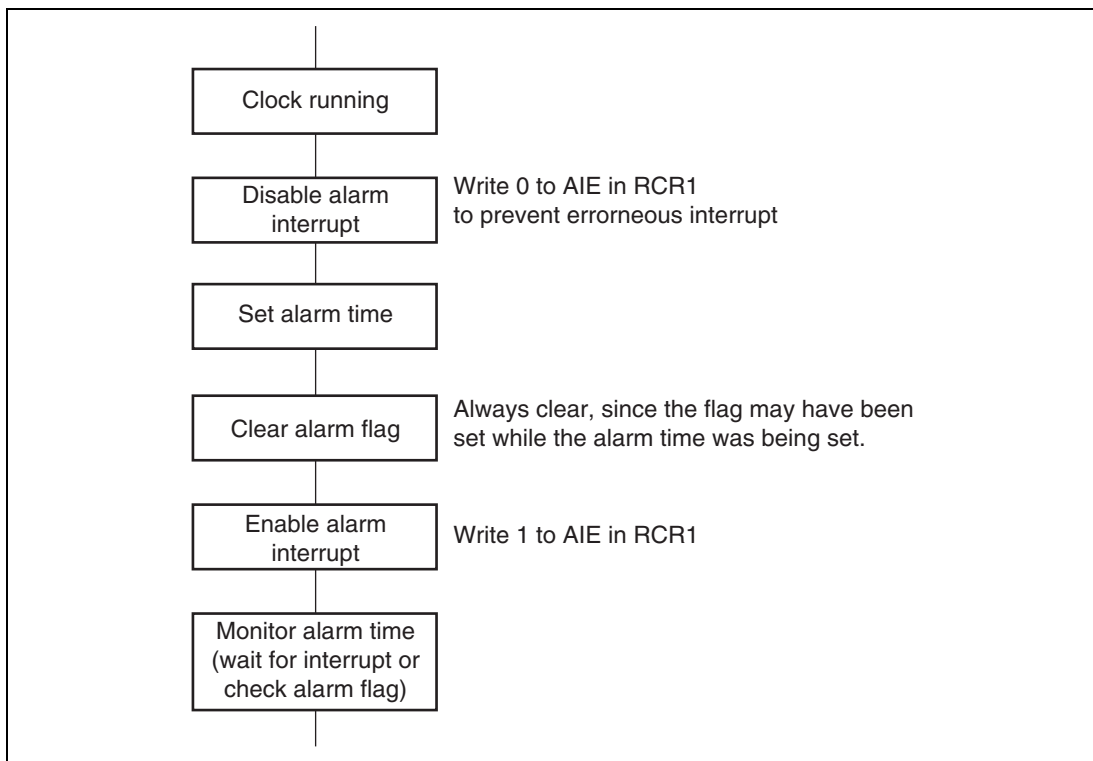 Clock running
Disable alarm
interrupt
Write 0 to AIE in RCR1
to prevent errorneous interrupt
Set alarm time
Clear alarm flag
Always clear, since the flag may have been
set while the alarm time was being set.
Enable alarm
interrupt
Write 1 to AIE in RCR1
Monitor alarm time
(wait for interrupt or
check alarm flag)